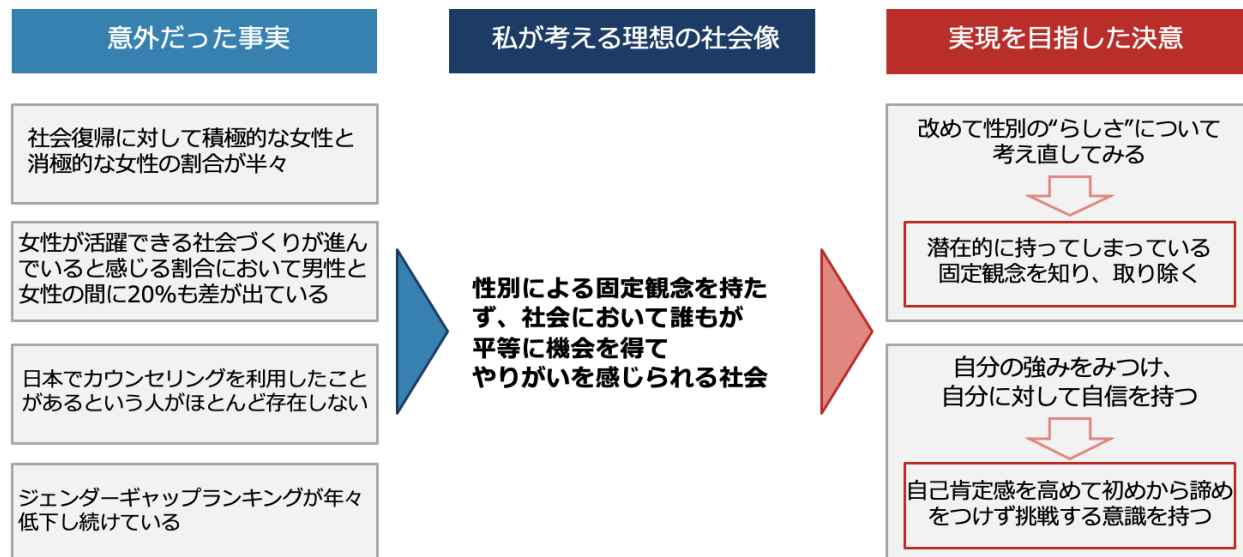 意外だった事実
社会復帰に対して積極的な女性と
消極的な女性の割合が半々
女性が活躍できる社会づくりが進ん
でいると感じる割合において男性と
女性の間に20%も差が出ている
日本でカウンセリングを利用したこと
があるという人がほとんど存在しない
ジェンダーギャップランキングが年々
低下し続けている
私が考える理想の社会像
性別による固定観念を持た
ず、社会において誰もが
平等に機会を得て
やりがいを感じられる社会
実現を目指した決意
改めて性別の“らしさ”について
考え直してみる
潜在的に持ってしまっている
固定観念を知り、取り除く
自分の強みをみつけ、
自分に対して自信を持つ
自己肯定感を高めて初めから諦め
をつけず挑戦する意識を持つ